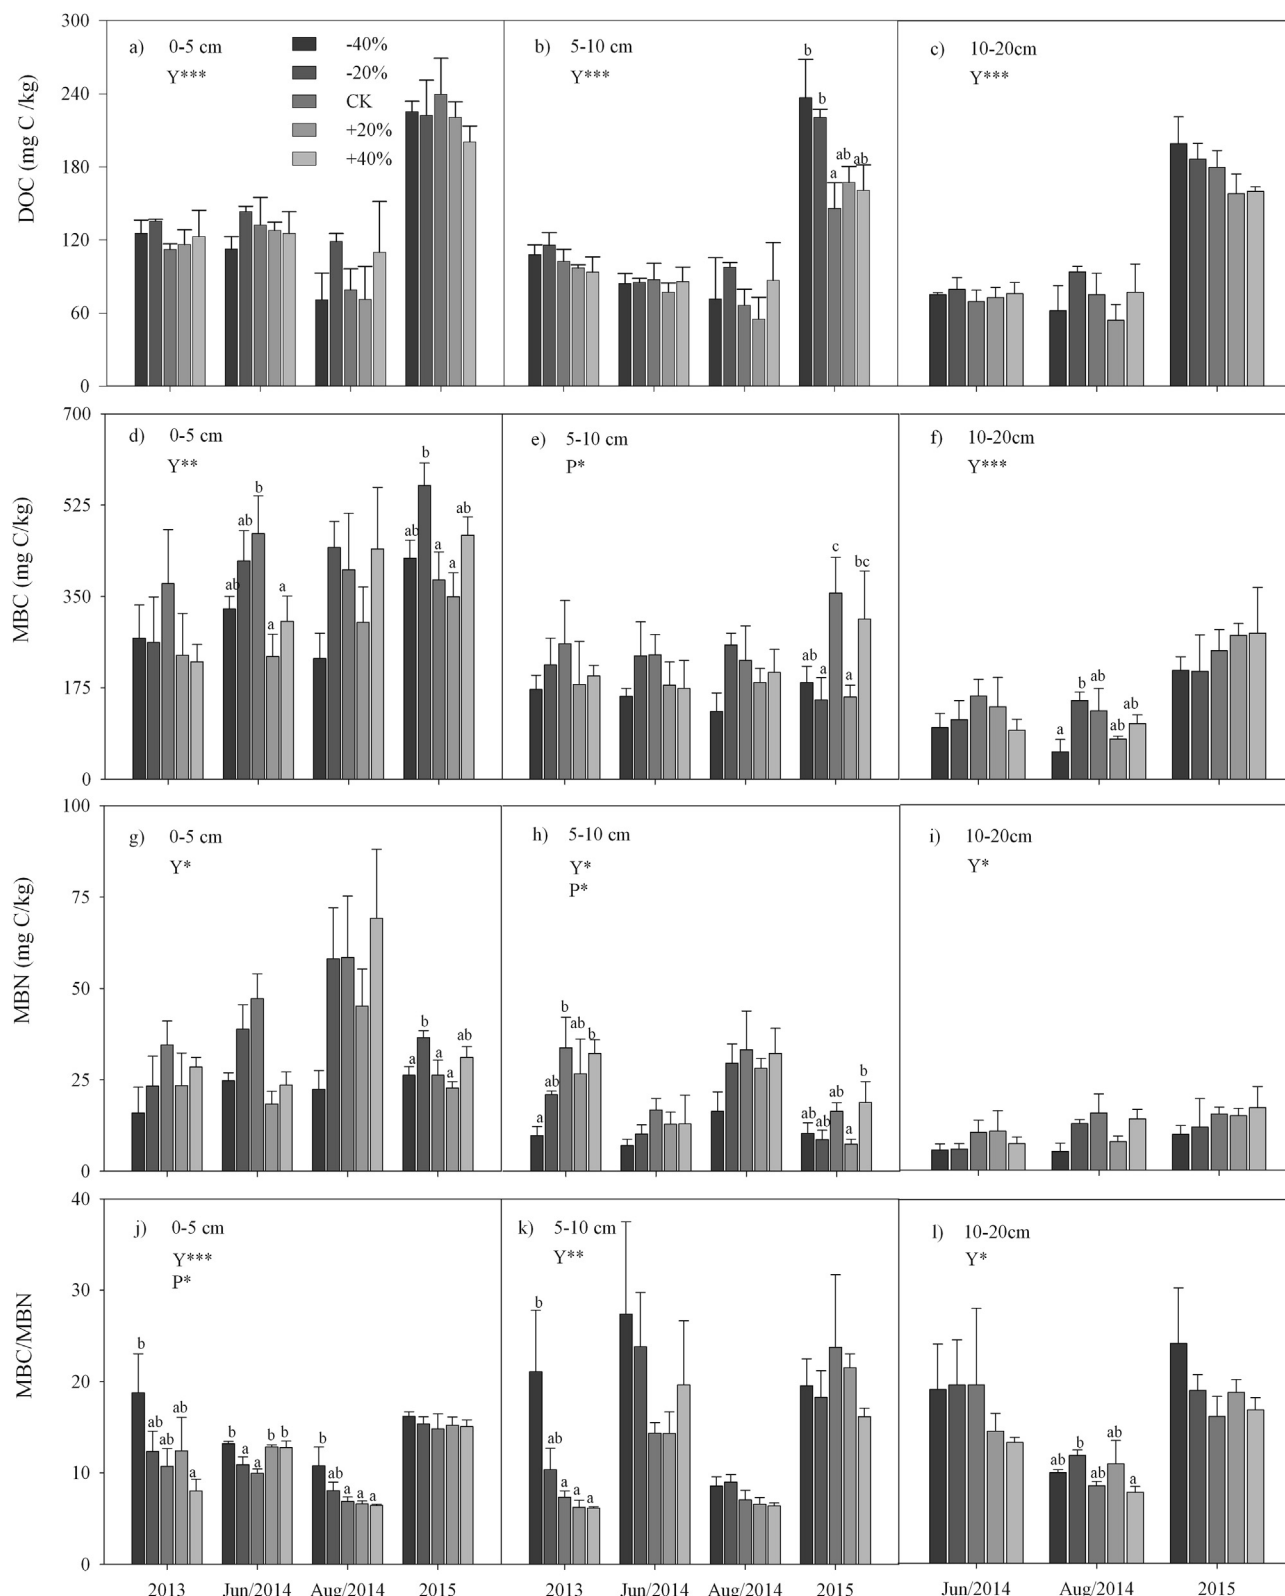 300
240
180
120
60
0
DOC (mg C /kg)
a) 0-5 cm
Y***
-40%
-20%
CK
+20%
+40%
b) 5-10 cm
Y***
b
b
a
ab
ab
c) 10-20cm
Y***
700
525
350
175
0
MBC (mg C/kg)
d) 0-5 cm
Y**
ab
ab
b
a
a
ab
b
a
a
ab
e) 5-10 cm
P*
ab
a
c
a
bc
f) 10-20cm
Y***
a
b
ab
ab
ab
100
75
50
25
0
MBN (mg C/kg)
g) 0-5 cm
Y*
a
b
a
a
ab
h) 5-10 cm
Y*
P*
a
ab
b
ab
b
ab
ab
ab
a
b
i) 10-20cm
Y*
40
30
20
10
0
MBC/MBN
j) 0-5 cm
Y***
P*
b
ab
ab
ab
a
b
a
a
b
b
b
ab
a
a
a
k) 5-10 cm
Y**
b
ab
a
a
a
l) 10-20cm
Y*
ab
b
ab
ab
a
2013 Jun/2014 Aug/2014 2015
2013 Jun/2014 Aug/2014 2015
Jun/2014 Aug/2014 2015